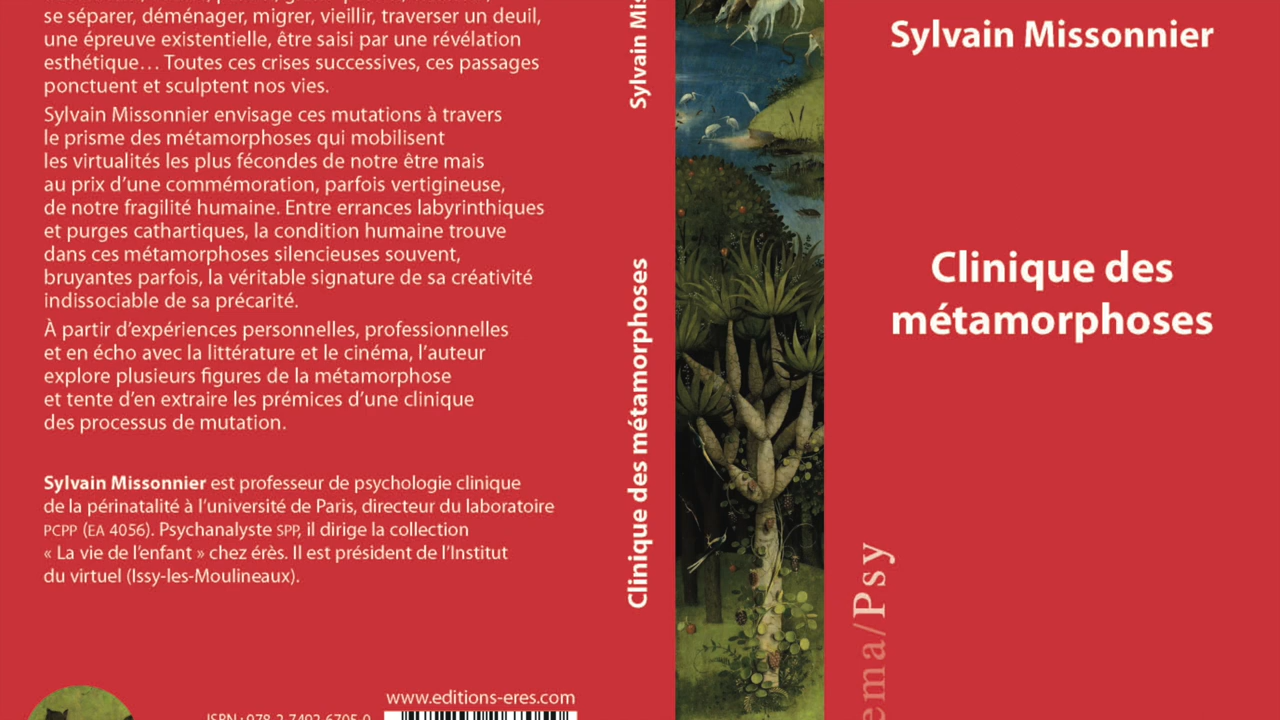 se séparer, déménager, migrer, vieillir, traverser un deuil,
une épreuve existentielle, être saisi par une révélation
esthétique… Toutes ces crises successives, ces passages
ponctuent et sculptent nos vies.
Sylvain Missonnier envisage ces mutations à travers
le prisme des métamorphoses qui mobilisent
les virtualités les plus fécondes de notre être mais
au prix d’une commémoration, parfois vertigineuse,
de notre fragilité humaine. Entre errances labyrinthiques
et purges cathartiques, la condition humaine trouve
dans ces métamorphoses silencieuses souvent,
bruyantes parfois, la véritable signature de sa créativité
indissociable de sa précarité.
À partir d’expériences personnelles, professionnelles
et en écho avec la littérature et le cinéma, l’auteur
explore plusieurs figures de la métamorphose
et tente d’en extraire les prémices d’une clinique
des processus de mutation.
Sylvain Missonnier est professeur de psychologie clinique
de la périnatalité à l’université de Paris, directeur du laboratoire
PCPP (EA 4056). Psychanalyste SPP, il dirige la collection
« La vie de l’enfant » chez érès. Il est président de l’Institut
du virtuel (Issy-les-Moulineaux).
www.editions-eres.com
ISBN : 978-2-7492-6705-0
Sylvain Mis
Clinique des métamorphoses
Sylvain Missonnier
Clinique des
métamorphoses
ema/Psy